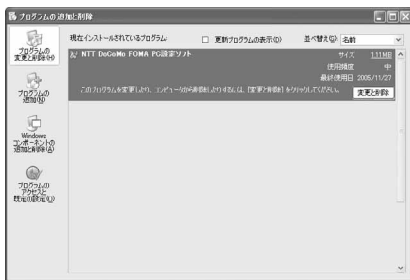 プログラムの追加と削除
現在インストールされているプログラム:
更新プログラムの表示(D)
並べ替え(S):
名前
プログラムの
変更と削除(H)
プログラムの
追加(N)
Windows
コンポーネントの
追加と削除(A)
プログラムの
アクセスと
既定の設定(O)
NTT DoCoMo FOMA PC設定ソフト
サイズ 1.11MB
使用頻度 中
最終使用日 2005/11/27
このプログラムを変更したり、コンピュータから削除したりするには、[変更と削除] をクリックしてください。
変更と削除